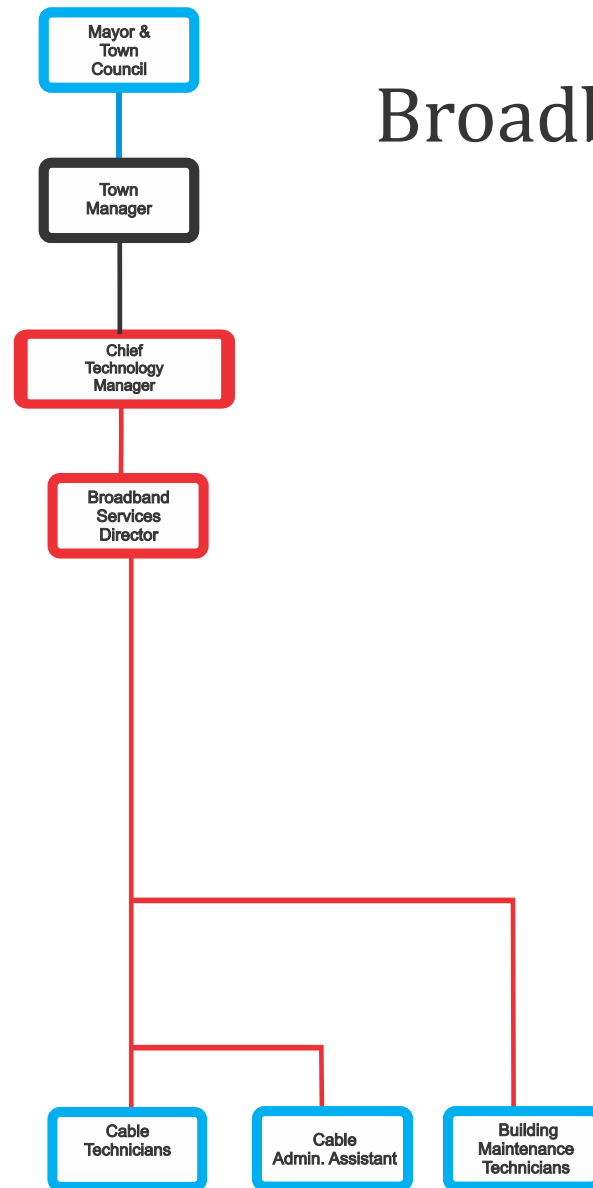 Mayor &
Town
Council
Town
Manager
Chief
Technology
Manager
Broadband
Services
Director
Cable
Technicians
Cable
Admin. Assistant
Building
Maintenance
Technicians